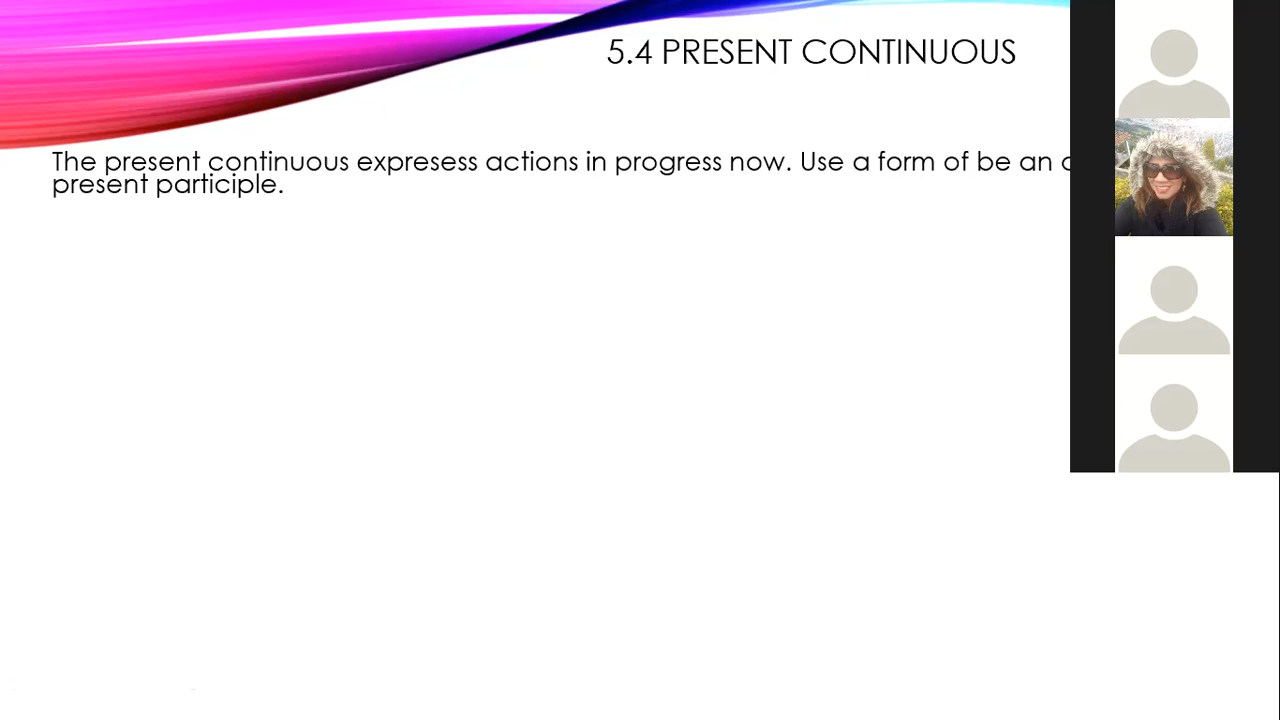 5.4 PRESENT CONTINUOUS
The present continuous expresess actions in progress now. Use a form of be an
present participle.